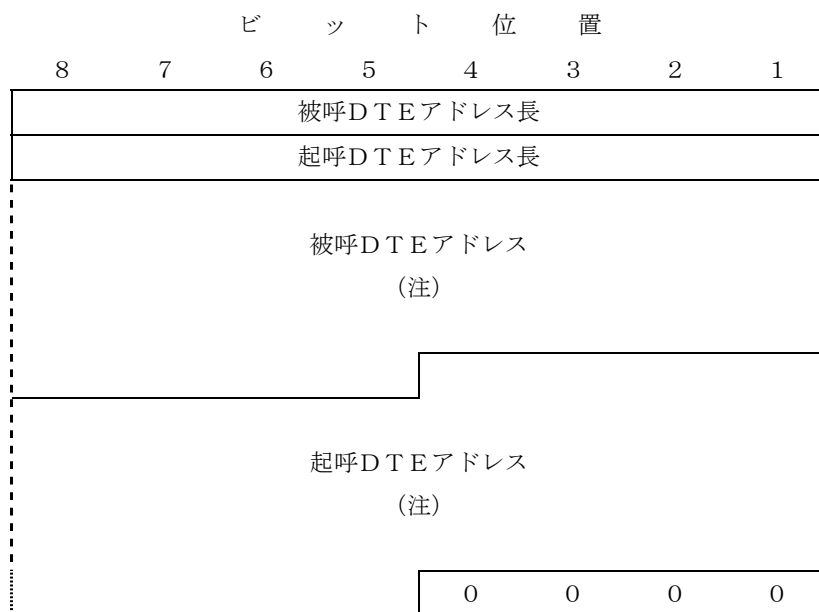 ビット位置
８ ７ ６ ５ ４ ３ ２ １
被呼ＤＴＥアドレス長
起呼ＤＴＥアドレス長
被呼ＤＴＥアドレス
（注）
起呼ＤＴＥアドレス
（注）
０ ０ ０ ０